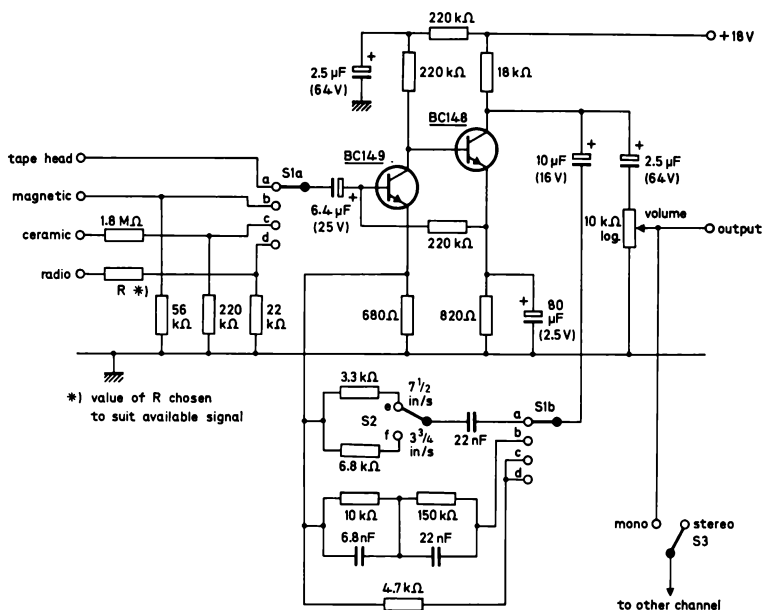 220 kΩ
+18V
2.5 µF
(64V)
220 kΩ
18 kΩ
BC148
BC149
10 µF
(16 V)
2.5 µF
(64 V)
tape head
a
S1a
magnetic
b
6.4 µF
(25 V)
ceramic
1.8 MΩ
c
d
220 kΩ
10 kΩ
log.
volume
output
radio
R *)
56
kΩ
220
kΩ
22
kΩ
680Ω
820Ω
80
µF
(2.5V)
*) value of R chosen
to suit available signal
3.3 kΩ
7 1/2
in/s
e
S2
f
3 3/4
in/s
6.8 kΩ
22 nF
a
S1b
b
c
d
10 kΩ
150 kΩ
6.8 nF
22 nF
4.7 kΩ
mono
stereo
S3
to other channel